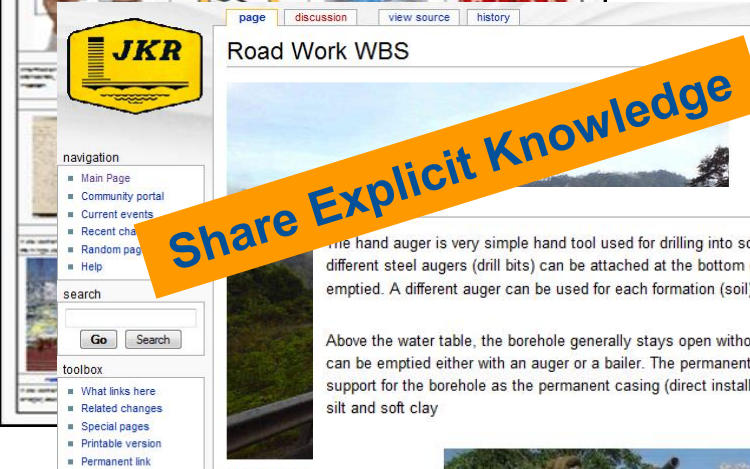 page discussion view source history
JKR
Road Work WBS
Share Explicit Knowledge
navigation
Main Page
Community portal
Current events
Recent
Random
Help
search
Go Search
toolbox
What links here
Related changes
Special pages
Printable version
Permanent link
The hand auger is very simple hand tool used for drilling into
different steel augers (drill bits) can be attached at the bottom
emptied. A different auger can be used for each formation (soil)
Above the water table, the borehole generally stays open
can be emptied either with an auger or a bailer. The permanent
support for the borehole as the permanent casing (direct
silt and soft clay